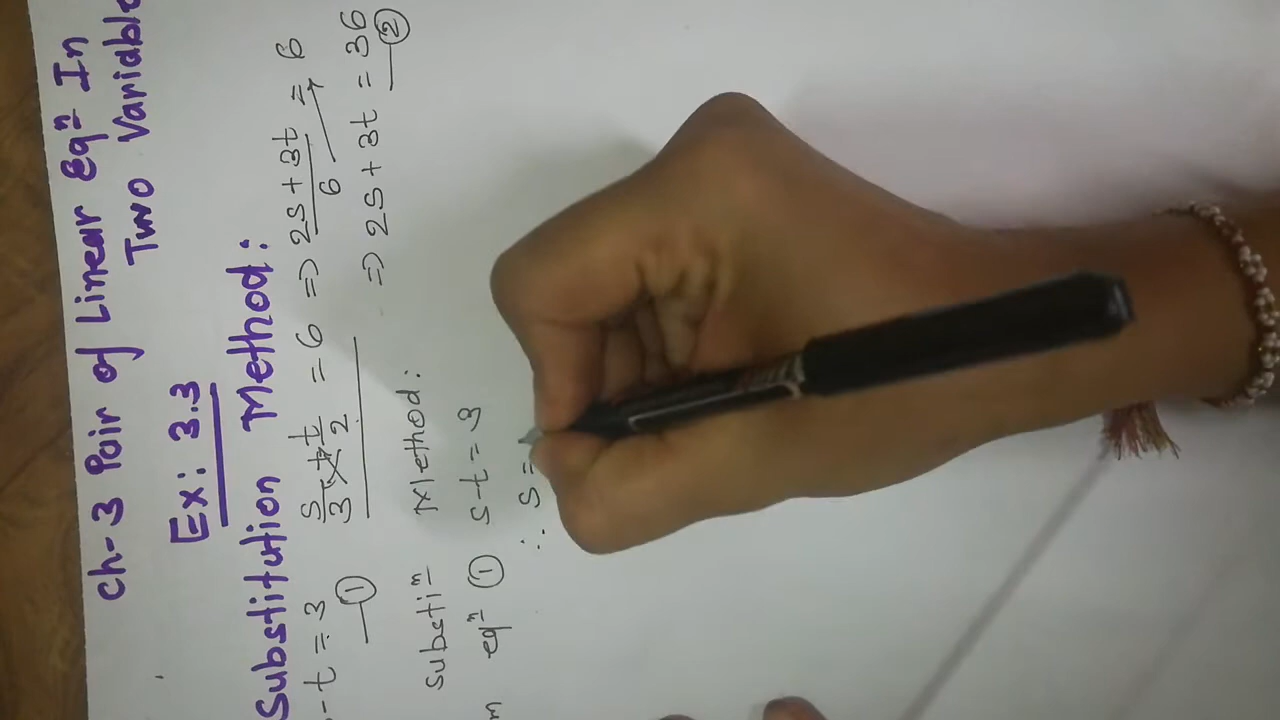 Ch-3 Pair of Linear Eqⁿ In
Two Variable
Ex: 3.3
Substitution Method:
-t = 3 s/3 + t/2 = 6 => 2s+3t/6 = 6
① => 2s + 3t = 36
②
substiⁿ Method:
eqⁿ ① s-t = 3
∴ s =